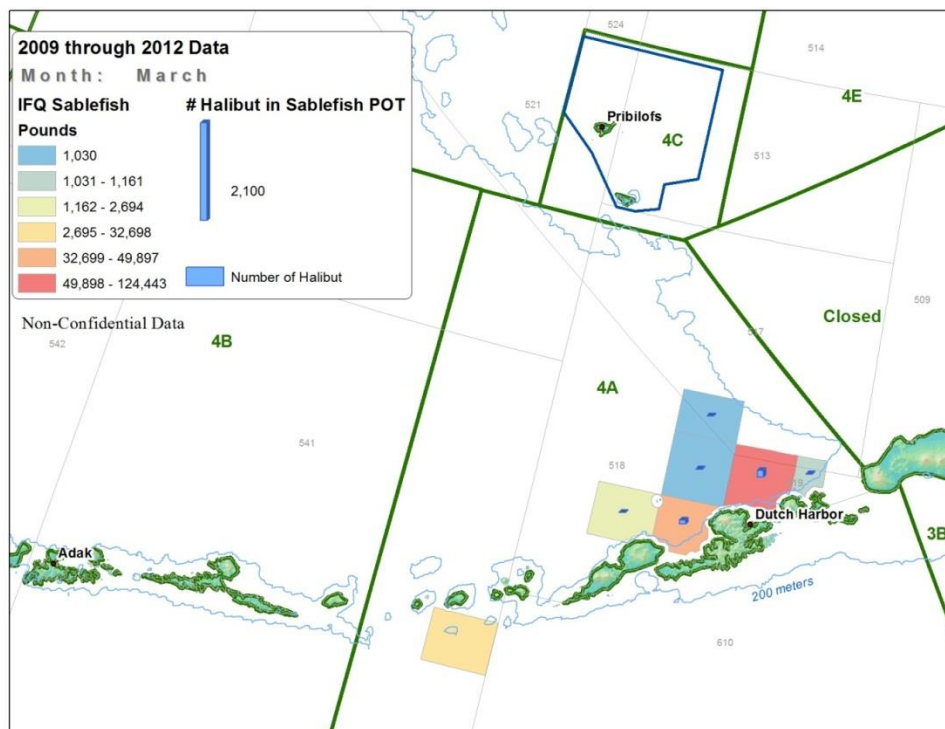 2009 through 2012 Data
Month: March
IFQ Sablefish
Pounds
1,030
1,031 - 1,161
1,162 - 2,694
2,695 - 32,698
32,699 - 49,897
49,898 - 124,443
# Halibut in Sablefish POT
2,100
Number of Halibut
Non-Confidential Data
524
514
4E
521
Pribilofs
4C
513
509
Closed
517
542
4B
4A
541
518
Dutch Harbor
3B
Adak
200 meters
610